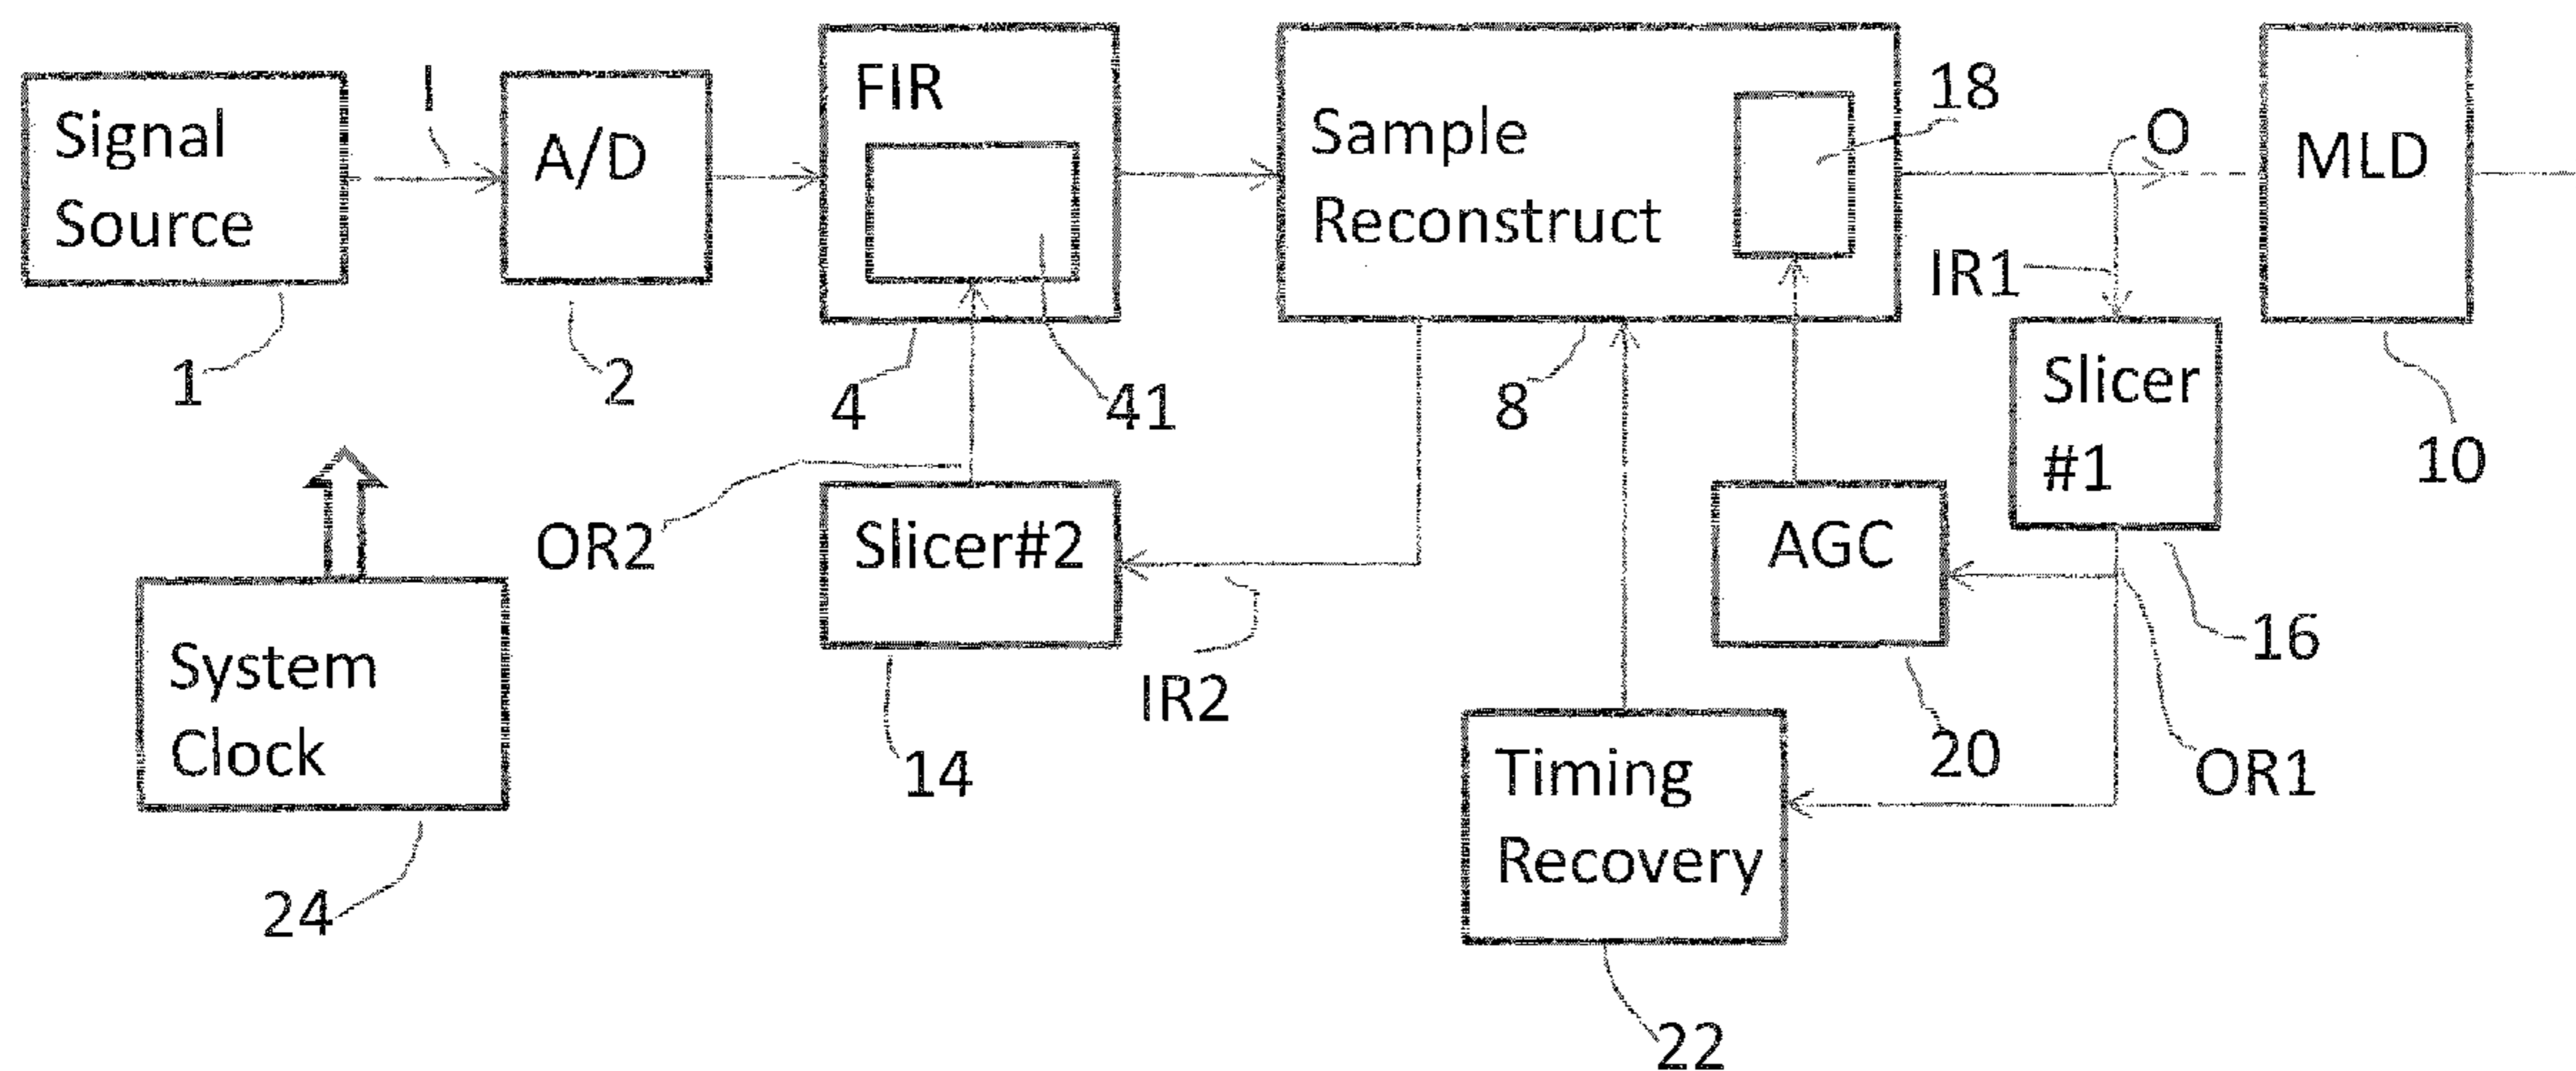 Signal
Source
1
I
A/D
2
FIR
4
41
Sample
Reconstruct
18
8
O
IR1
MLD
10
Slicer
#1
16
OR2
Slicer#2
14
IR2
AGC
20
OR1
System
Clock
24
Timing
Recovery
22